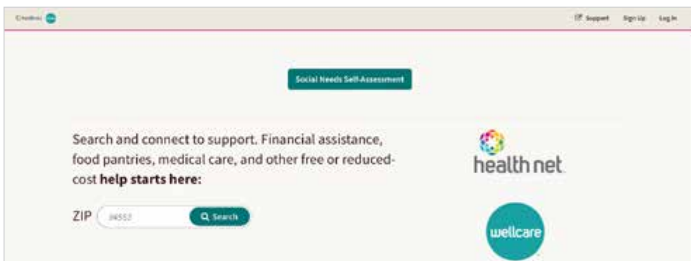 Support Sign Up Log In
Social Needs Self-Assessment
Search and connect to support. Financial assistance,
food pantries, medical care, and other free or reduced-
cost help starts here:
ZIP Search
health net
wellcare